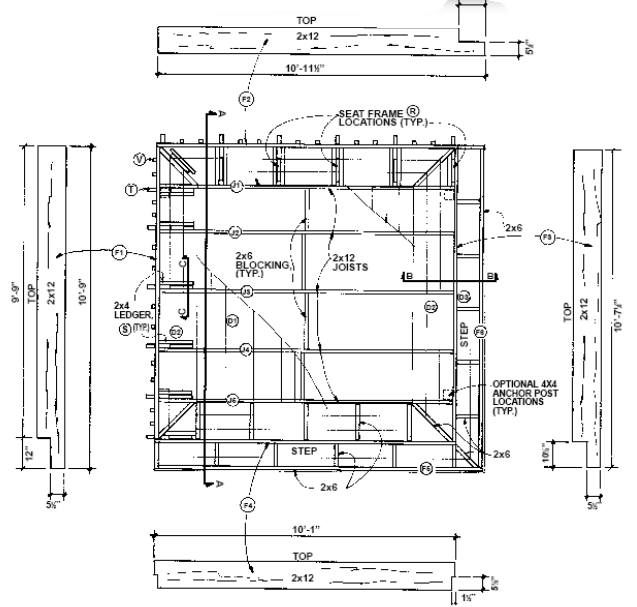 TOP
2x12
5½"
10'-11½"
F2
A
SEAT FRAME R
LOCATIONS (TYP.)
V
T
J1
2x6
F1
J2
F3
2x6
BLOCKING,
(TYP.)
2x12
JOISTS
9'-9"
TOP
2x12
10'-9"
C
B
B
TOP
2x12
10'-7½"
2x4
LEDGER,
S (TYP.)
J3
D2
D1
D2
D3
STEP
F6
C
J4
OPTIONAL 4X4
ANCHOR POST
LOCATIONS
(TYP.)
J5
12"
STEP
2x6
10½"
F5
2x6
A
5½"
F4
5½"
10'-1"
TOP
2x12
5½"
1½"